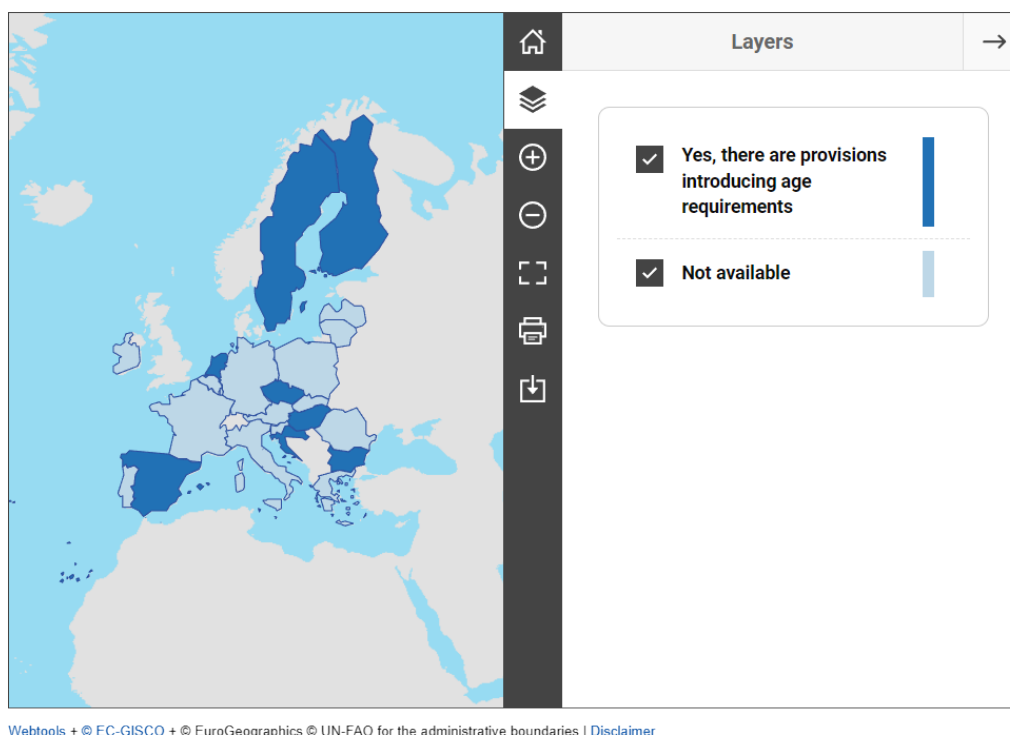 Layers
Yes, there are provisions
introducing age
requirements
Not available
Webtools + © EC-GISCO + © EuroGeographics © UN-FAO for the administrative boundaries | Disclaimer